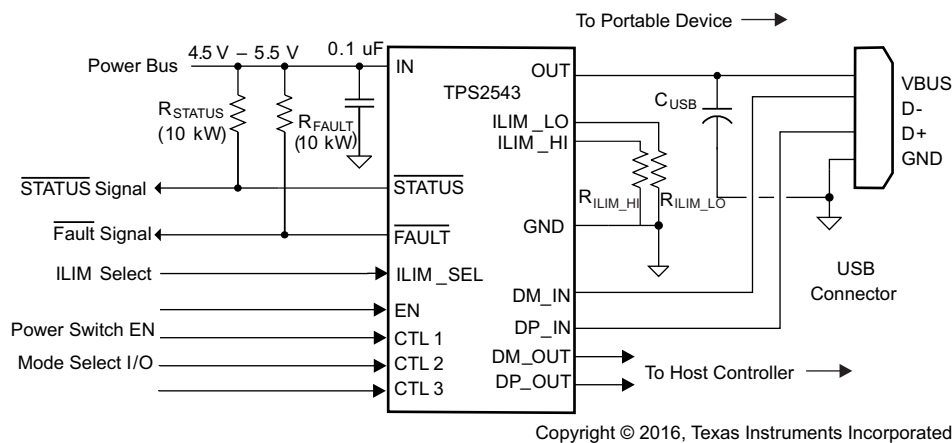 To Portable Device
4.5 V – 5.5 V
0.1 uF
Power Bus
IN
OUT
TPS2543
VBUS
D-
D+
GND
CUSB
RSTATUS
(10 kW)
RFAULT
(10 kW)
ILIM_LO
ILIM_HI
STATUS Signal
STATUS
RILIM_HI
RILIM_LO
Fault Signal
FAULT
GND
ILIM Select
ILIM_SEL
USB
Connector
EN
DM_IN
Power Switch EN
CTL 1
DP_IN
Mode Select I/O
CTL 2
DM_OUT
CTL 3
DP_OUT
To Host Controller
Copyright © 2016, Texas Instruments Incorporated